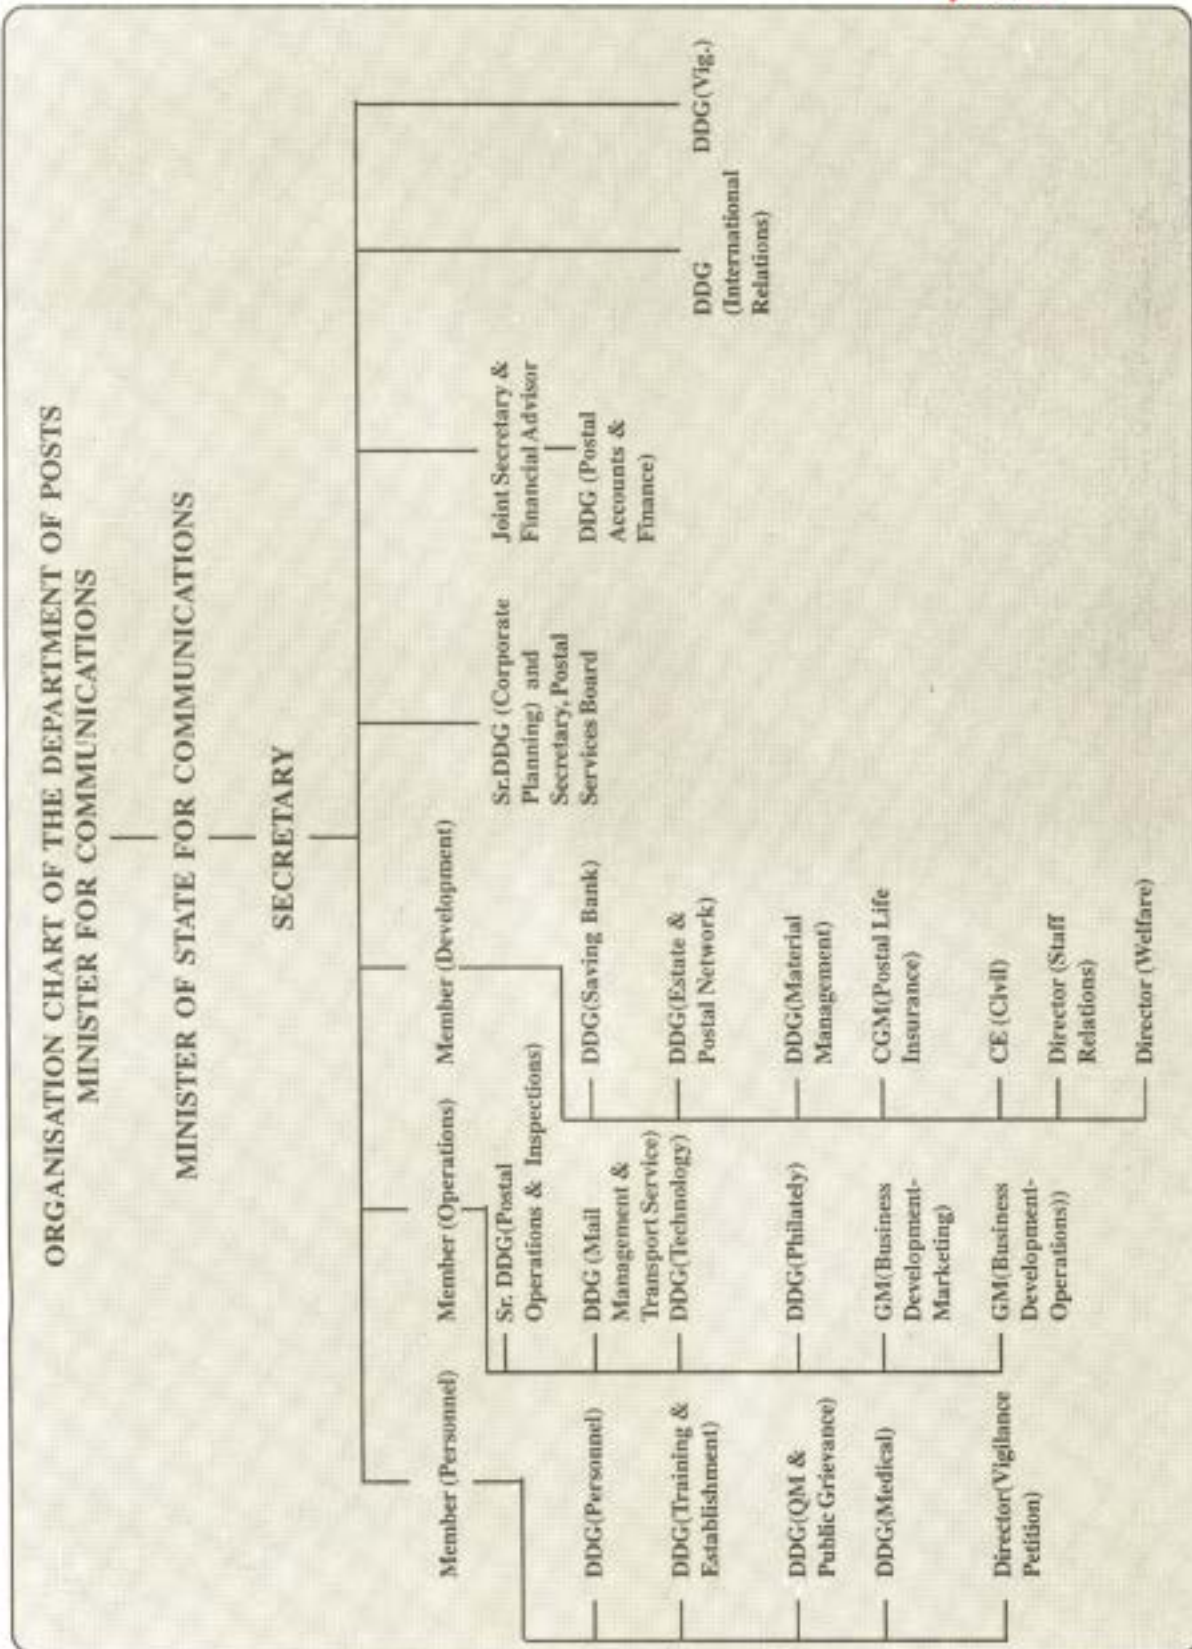 ORGANISATION CHART OF THE DEPARTMENT OF POSTS
MINISTER FOR COMMUNICATIONS
MINISTER OF STATE FOR COMMUNICATIONS
SECRETARY
Member (Personnel)
DDG(Personnel)
DDG(Training &
Establishment)
DDG(QM &
Public Grievance)
DDG(Medical)
Director(Vigilance
Petition)
Member (Operations)
Sr. DDG(Postal
Operations & Inspections)
DDG (Mail
Management &
Transport Service)
DDG(Technology)
DDG(Philately)
GM(Business
Development-
Marketing)
GM(Business
Development-
Operations))
Member (Development)
DDG(Saving Bank)
DDG(Estate &
Postal Network)
DDG(Material
Management)
CGM(Postal Life
Insurance)
CE (Civil)
Director (Staff
Relations)
Director (Welfare)
Sr.DDG (Corporate
Planning) and
Secretary, Postal
Services Board
Joint Secretary &
Financial Advisor
DDG (Postal
Accounts &
Finance)
DDG
(International
Relations)
DDG(Vig.)